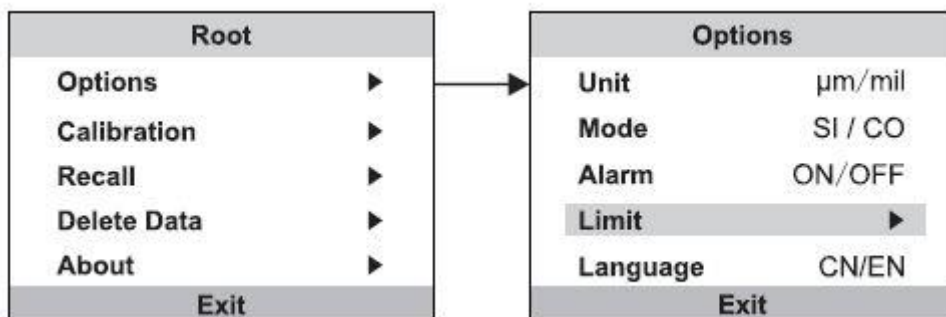 Root
Options ▶
Calibration ▶
Recall ▶
Delete Data ▶
About ▶
Exit
Options
Unit µm/mil
Mode SI / CO
Alarm ON/OFF
Limit ▶
Language CN/EN
Exit